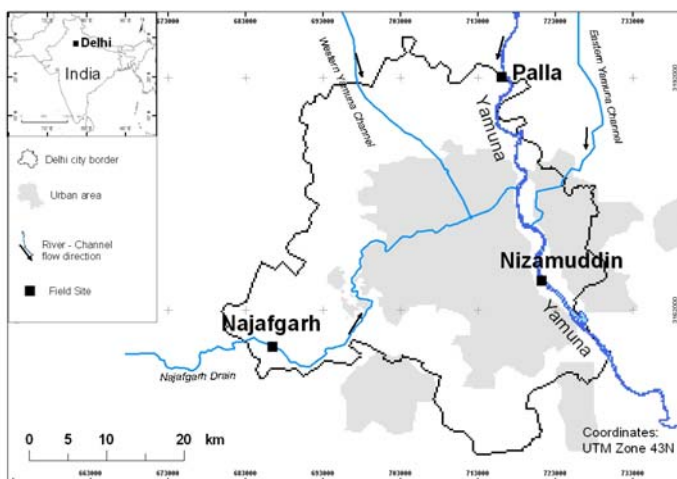 673000 683000 693000 703000 713000 723000 733000
Delhi
India
Delhi city border
Urban area
River - Channel
flow direction
Field Site
Western Yamuna Channel
Eastern Yamuna Channel
Palla
Yamuna
Nizamuddin
Yamuna
Najafgarh
Najafgarh Drain
0 5 10 20 km
Coordinates:
UTM Zone 43N
663000 673000 683000 693000 703000 713000 723000 733000